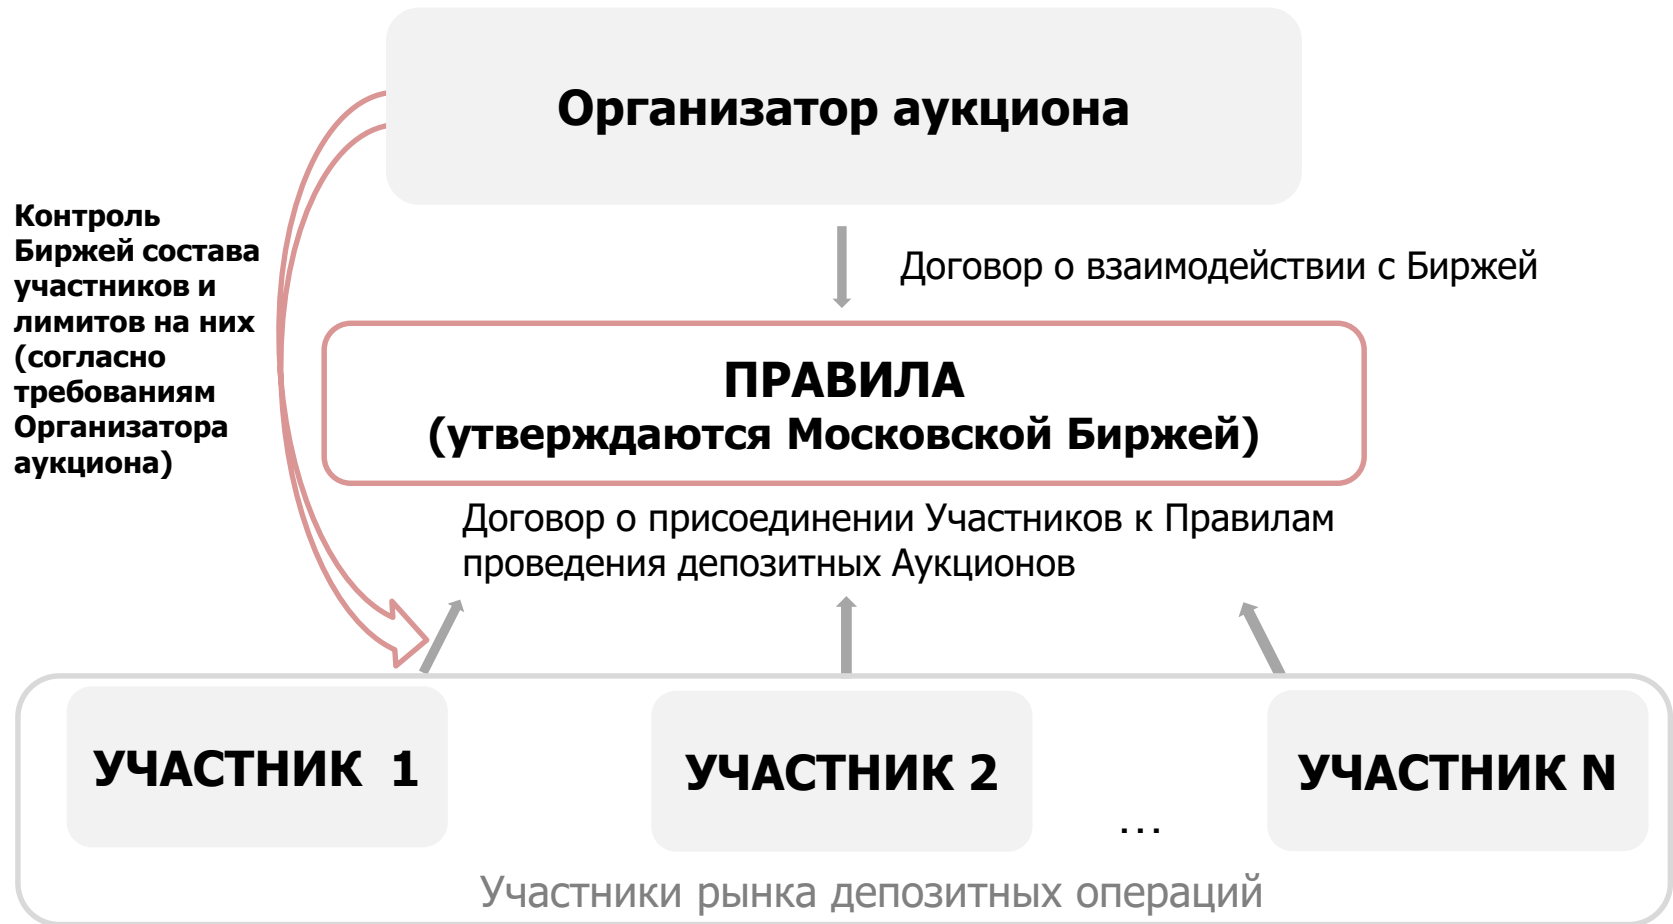 Организатор аукциона
Контроль
Биржей состава
участников и
лимитов на них
(согласно
требованиям
Организатора
аукциона)
Договор о взаимодействии с Биржей
ПРАВИЛА
(утверждаются Московской Биржей)
Договор о присоединении Участников к Правилам
проведения депозитных Аукционов
УЧАСТНИК 1
УЧАСТНИК 2
...
УЧАСТНИК N
Участники рынка депозитных операций